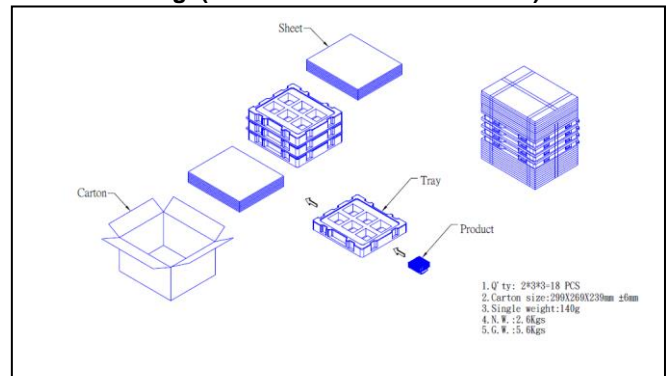 Sheet
Tray
Carton
Product
1.Q'ty: 2*3*3=18 PCS
2.Carton size:299X269X239mm ±6mm
3.Single weight:140g
4.N.W.:2.6Kgs
5.G.W.:5.6Kgs